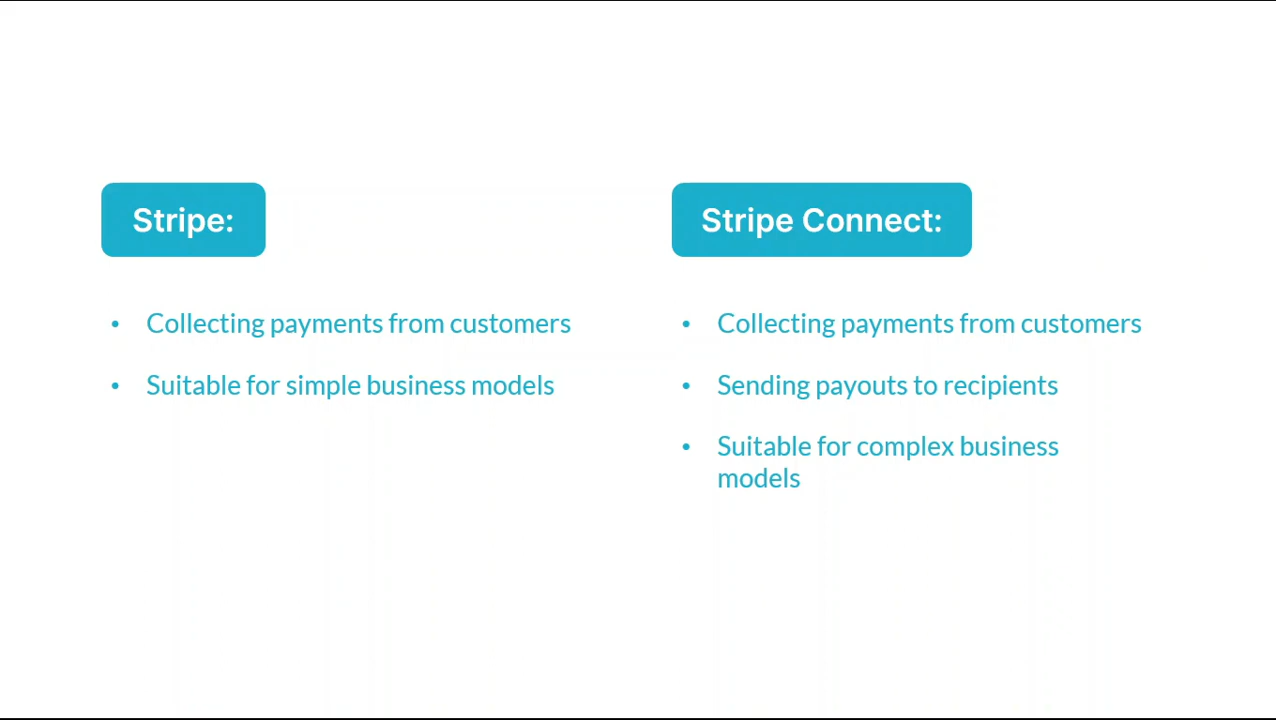 Stripe:
• Collecting payments from customers
• Suitable for simple business models
Stripe Connect:
• Collecting payments from customers
• Sending payouts to recipients
• Suitable for complex business
models